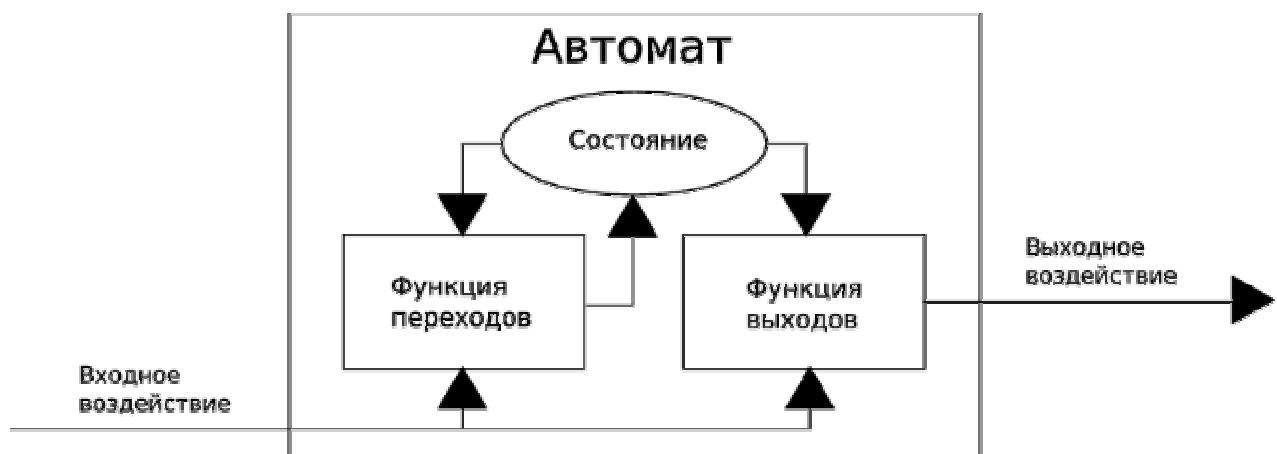 Автомат
Состояние
Функция
переходов
Функция
выходов
Выходное
воздействие
Входное
воздействие